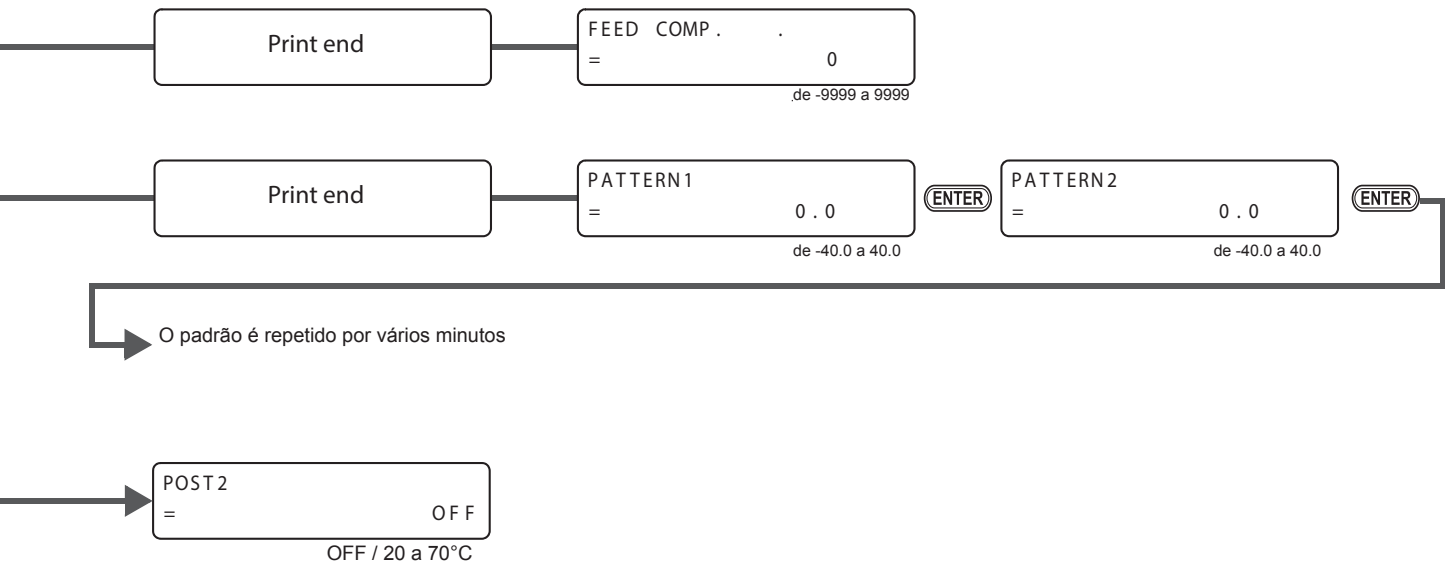 Print end
FEED COMP. .
= 0
de -9999 a 9999
Print end
PATTERN1
= 0.0
de -40.0 a 40.0
ENTER
PATTERN2
= 0.0
de -40.0 a 40.0
ENTER
O padrão é repetido por vários minutos
POST2
= OFF
OFF / 20 a 70°C